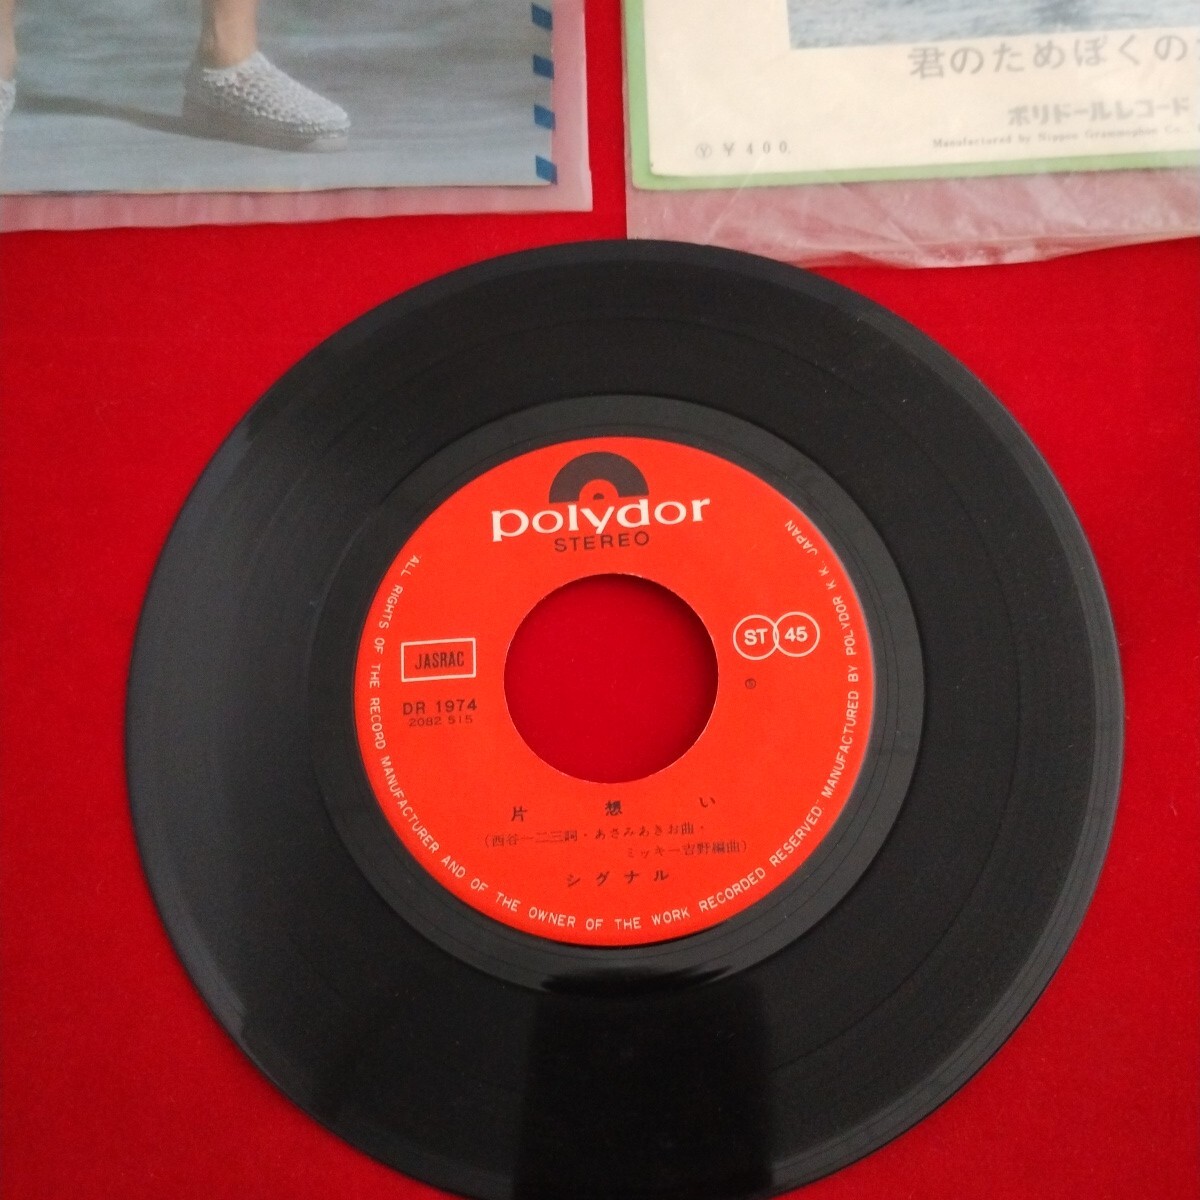 君のためぼくの
ポリドールレコード
Manufactured by Nippon Grammophon Co.
Ⓨ ¥400.
polydor
STEREO
JASRAC
ST 45
DR 1974
2082 515
片想い
(西谷一二三詞・あさみあきお曲・
ミッキー吉野編曲)
シグナル
ALL RIGHTS OF THE RECORD MANUFACTURER AND OF THE OWNER OF THE WORK RECORDED RESERVED" MANUFACTURED BY POLYDOR K. K. JAPAN